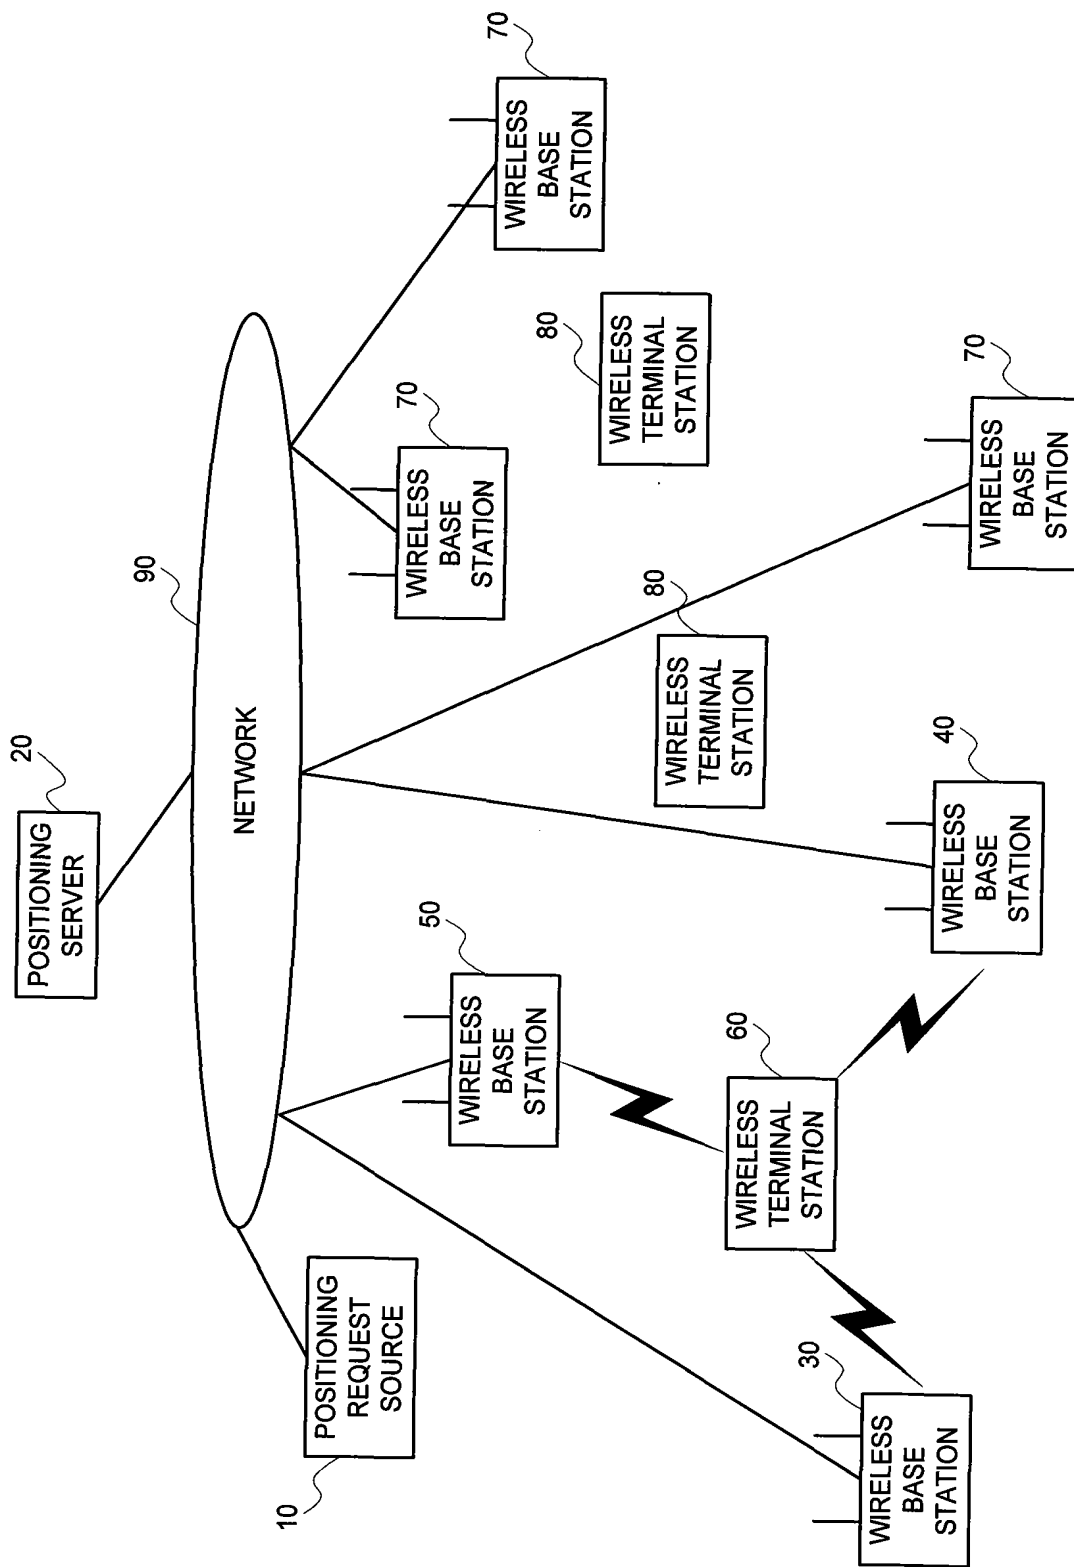 POSITIONING
SERVER
20
POSITIONING
REQUEST
SOURCE
10
NETWORK
90
WIRELESS
BASE
STATION
70
WIRELESS
BASE
STATION
70
WIRELESS
BASE
STATION
50
WIRELESS
TERMINAL
STATION
80
WIRELESS
TERMINAL
STATION
80
WIRELESS
TERMINAL
STATION
60
WIRELESS
BASE
STATION
30
WIRELESS
BASE
STATION
40
WIRELESS
BASE
STATION
70